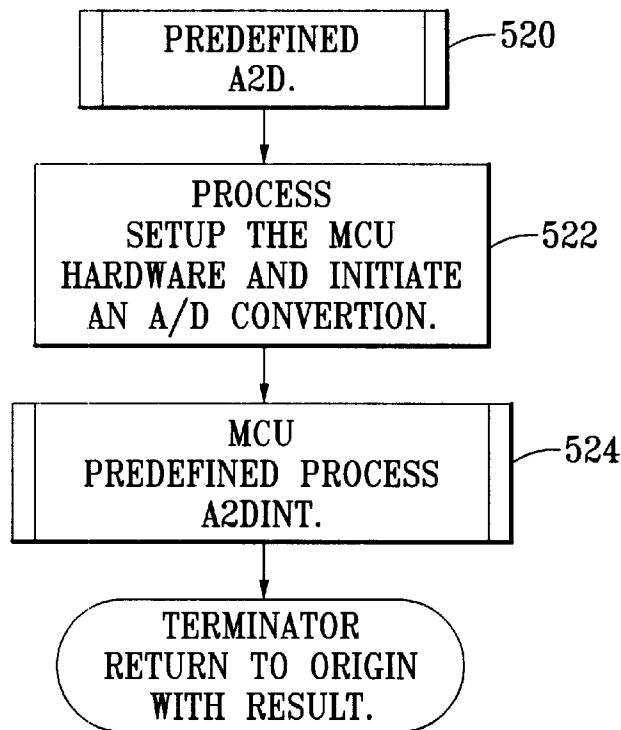 PREDEFINED
A2D.
520
PROCESS
SETUP THE MCU
HARDWARE AND INITIATE
AN A/D CONVERTION.
522
MCU
PREDEFINED PROCESS
A2DINT.
524
TERMINATOR
RETURN TO ORIGIN
WITH RESULT.